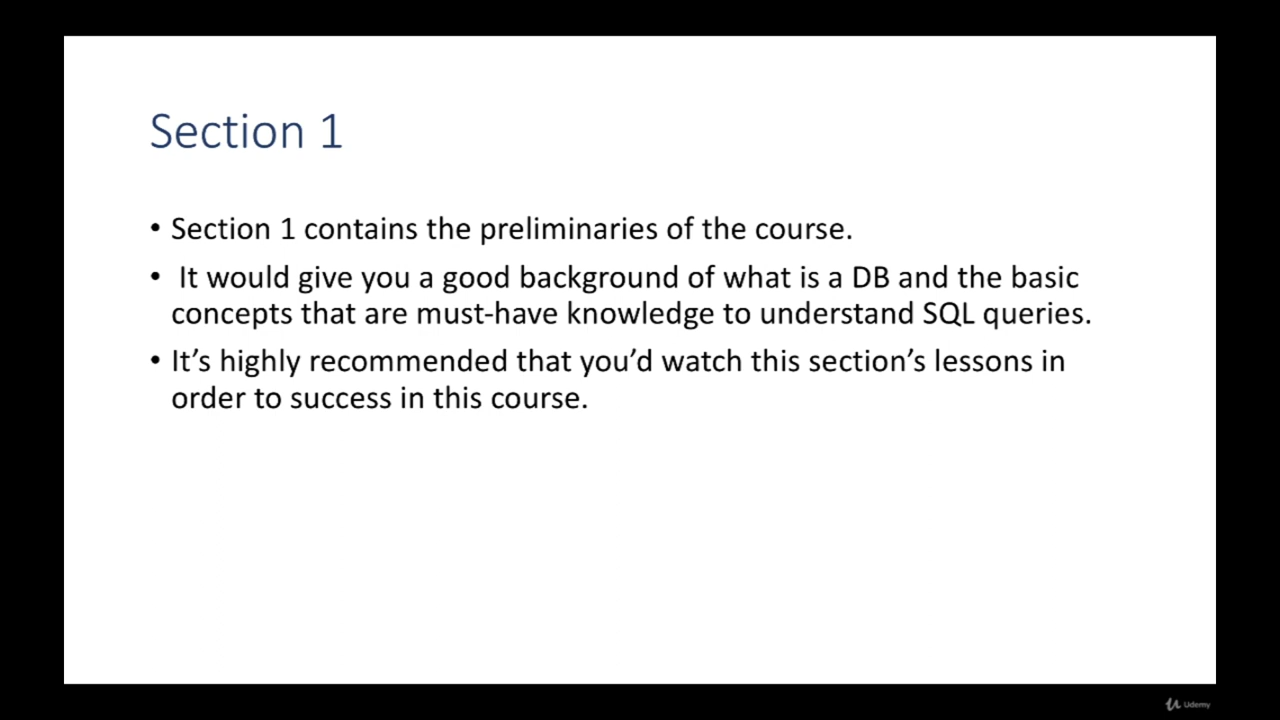 Section 1
• Section 1 contains the preliminaries of the course.
• It would give you a good background of what is a DB and the basic
concepts that are must-have knowledge to understand SQL queries.
• It’s highly recommended that you’d watch this section’s lessons in
order to success in this course.
Udemy